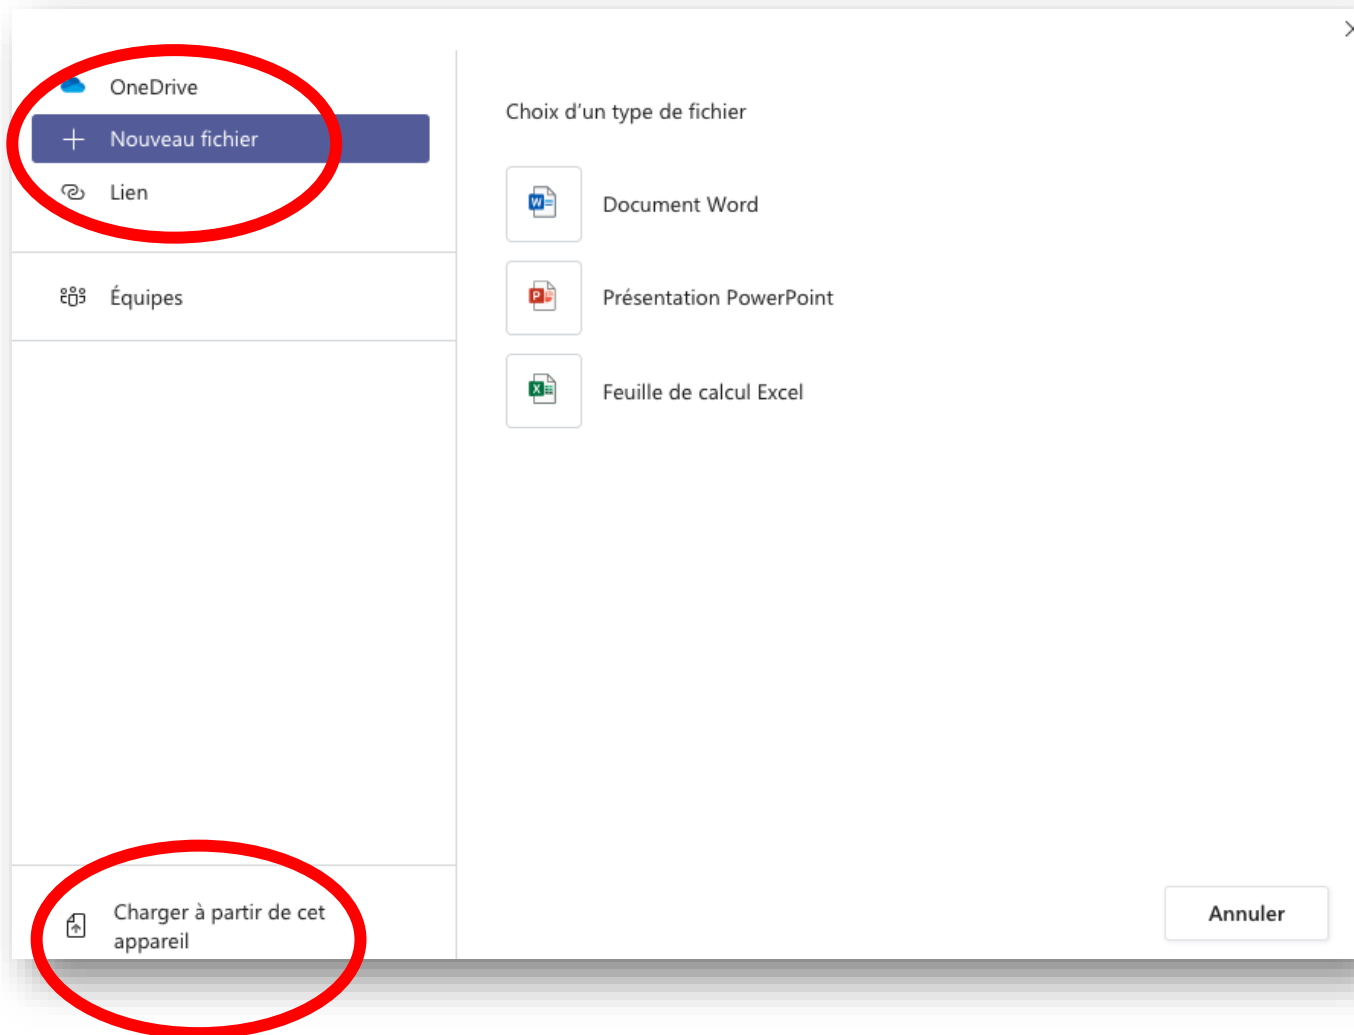 OneDrive
Nouveau fichier
Lien
Équipes
Charger à partir de cet
appareil
Choix d'un type de fichier
Document Word
Présentation PowerPoint
Feuille de calcul Excel
Annuler